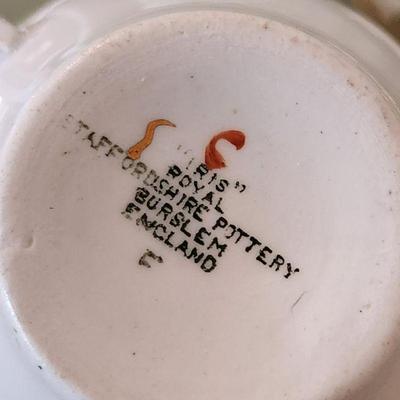 "IRIS"
ROYAL
STAFFORDSHIRE POTTERY
BURSLEM
ENGLAND